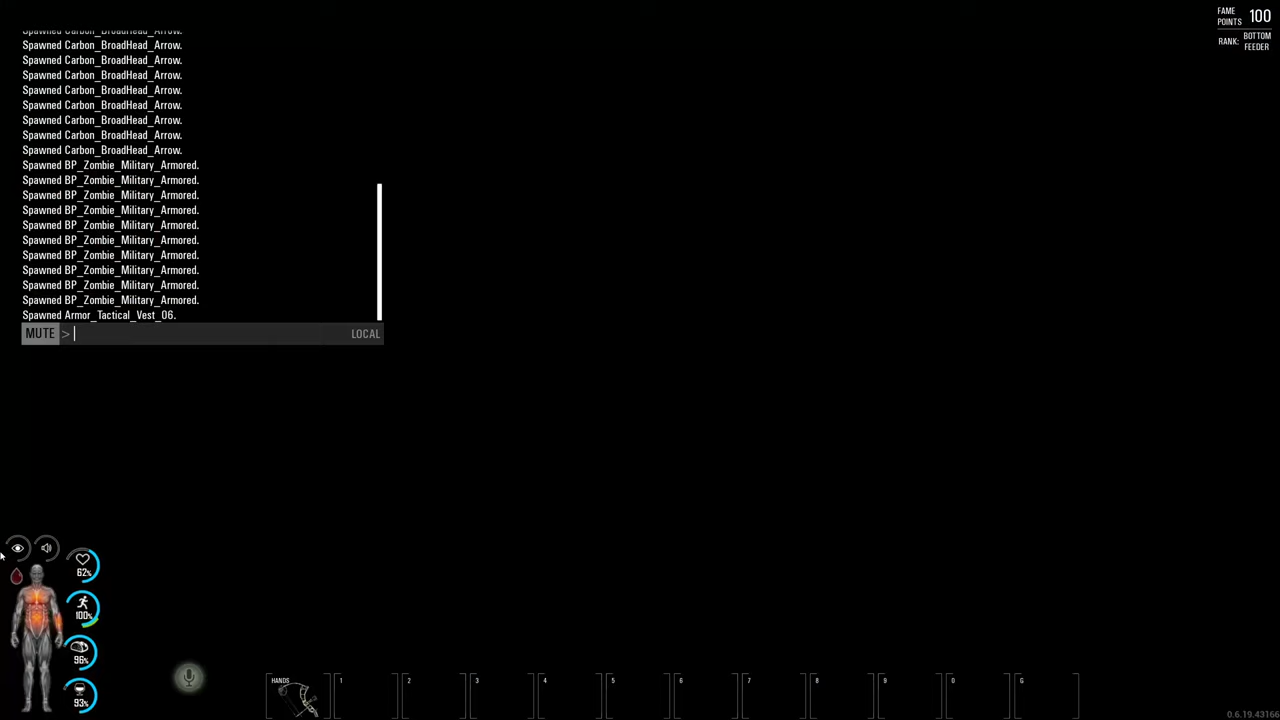 FAME
POINTS 100
RANK: BOTTOM
FEEDER
Spawned Carbon_BroadHead_Arrow.
Spawned Carbon_BroadHead_Arrow.
Spawned Carbon_BroadHead_Arrow.
Spawned Carbon_BroadHead_Arrow.
Spawned Carbon_BroadHead_Arrow.
Spawned Carbon_BroadHead_Arrow.
Spawned Carbon_BroadHead_Arrow.
Spawned Carbon_BroadHead_Arrow.
Spawned Carbon_BroadHead_Arrow.
Spawned BP_Zombie_Military_Armored.
Spawned BP_Zombie_Military_Armored.
Spawned BP_Zombie_Military_Armored.
Spawned BP_Zombie_Military_Armored.
Spawned BP_Zombie_Military_Armored.
Spawned BP_Zombie_Military_Armored.
Spawned BP_Zombie_Military_Armored.
Spawned BP_Zombie_Military_Armored.
Spawned BP_Zombie_Military_Armored.
Spawned BP_Zombie_Military_Armored.
Spawned Armor_Tactical_Vest_06.
MUTE > LOCAL
62%
100%
96%
93%
HANDS 1 2 3 4 5 6 7 8 9 0 G
0.6.19.43166